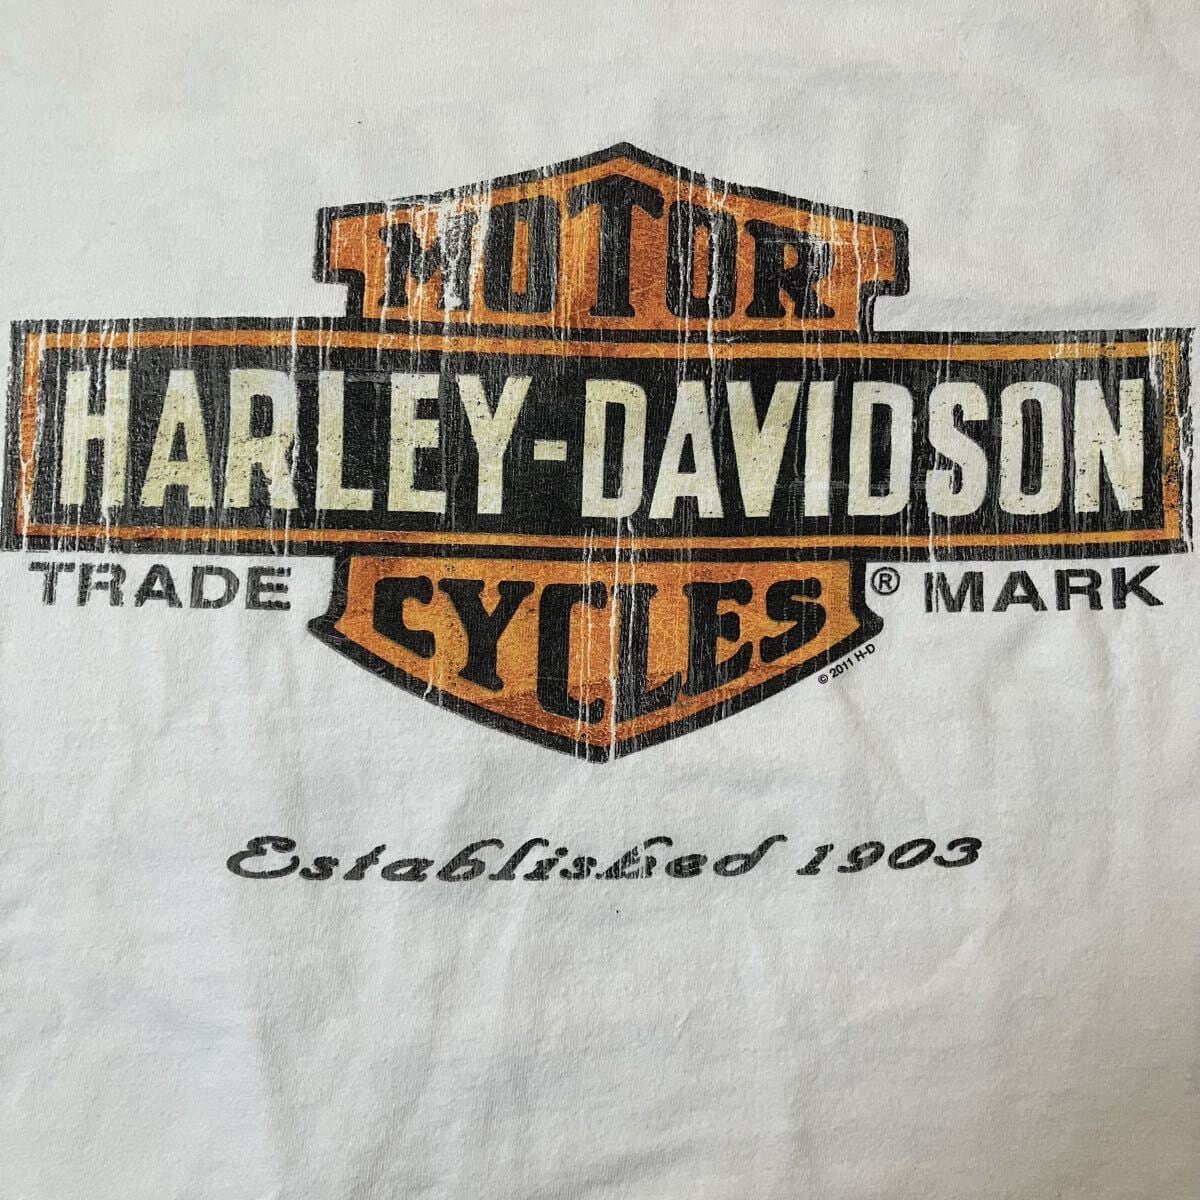 MOTOR
HARLEY-DAVIDSON
TRADE CYCLES ® MARK
© 2011 H-D
Established 1903